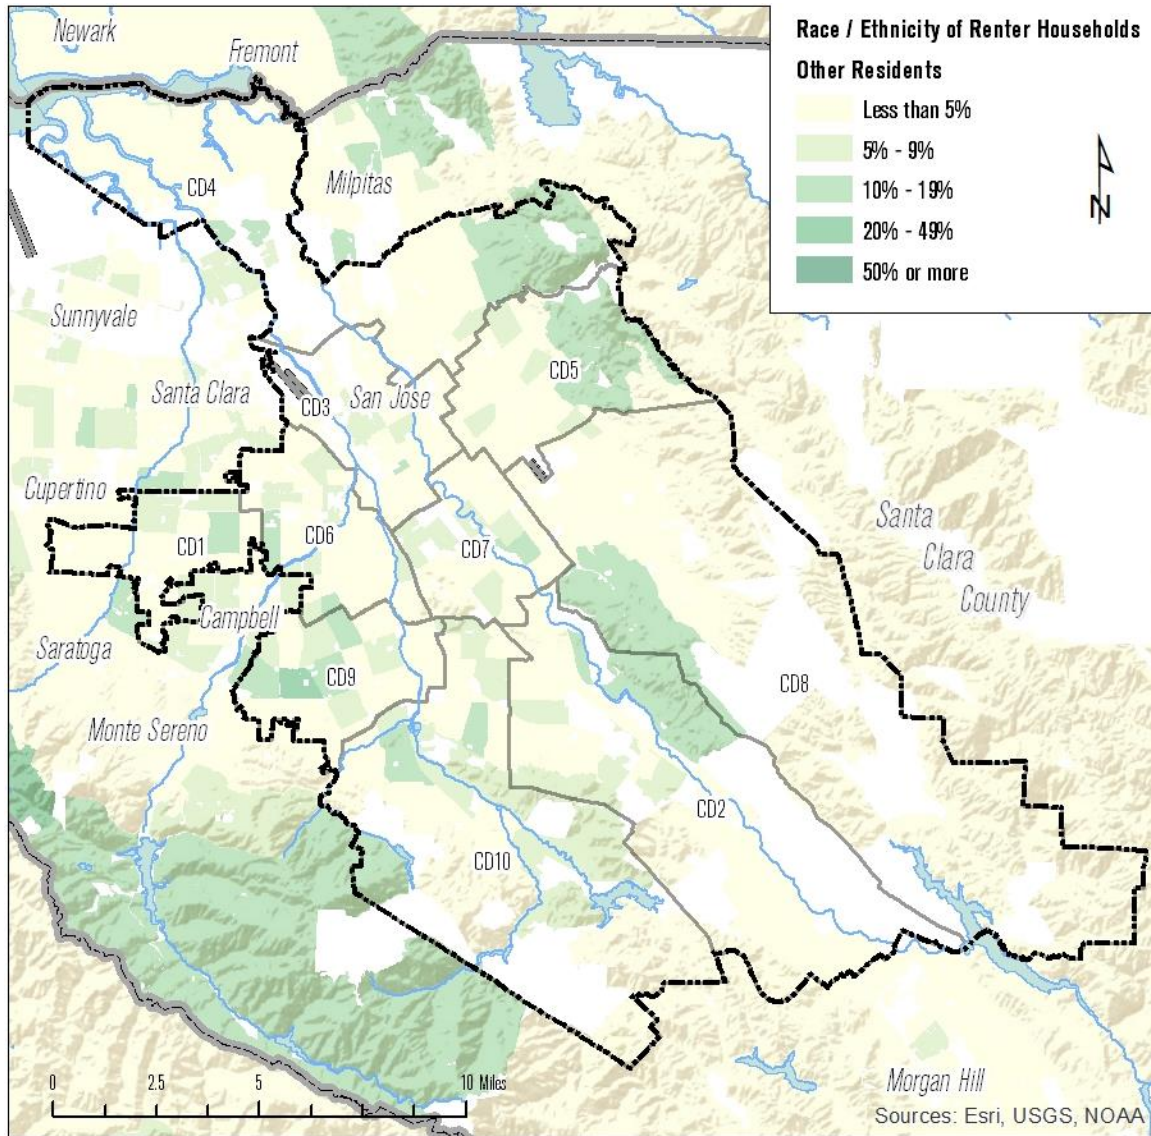 Race / Ethnicity of Renter Households
Other Residents
Less than 5%
5% - 9%
10% - 19%
20% - 49%
50% or more
N
Newark
Fremont
CD4
Milpitas
Sunnyvale
Santa Clara
CD3
San Jose
CD5
Cupertino
CD1
CD6
CD7
Santa
Clara
County
Campbell
Saratoga
CD9
CD8
Monte Sereno
CD2
CD10
0 2.5 5 10 Miles
Morgan Hill
Sources: Esri, USGS, NOAA